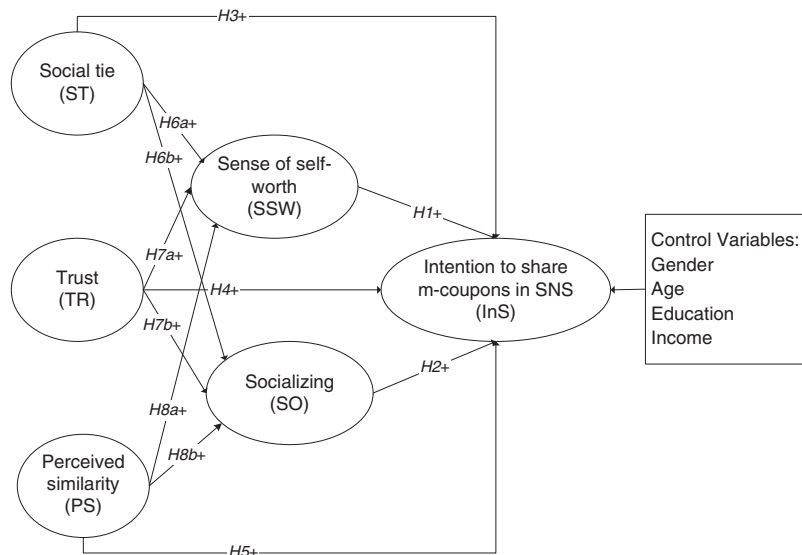 H3+
Social tie
(ST)
H6a+
H6b+
Sense of self-
worth
(SSW)
H1+
Trust
(TR)
H7a+
H4+
H7b+
Intention to share
m-coupons in SNS
(InS)
Control Variables:
Gender
Age
Education
Income
Socializing
(SO)
H2+
H8a+
H8b+
Perceived
similarity
(PS)
H5+